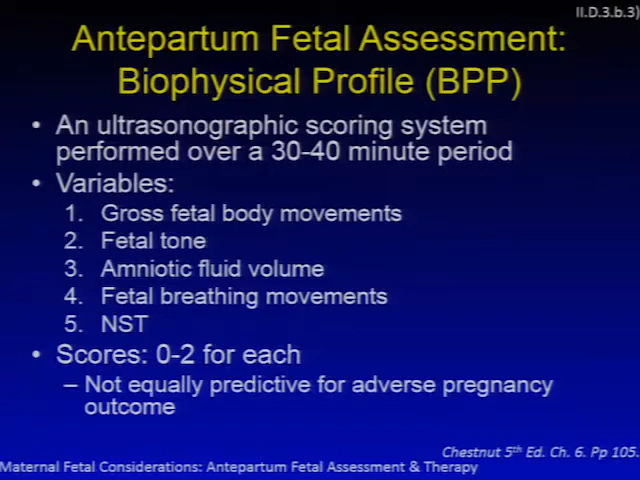 II.D.3.b.3)
Antepartum Fetal Assessment:
Biophysical Profile (BPP)
• An ultrasonographic scoring system
performed over a 30-40 minute period
• Variables:
1. Gross fetal body movements
2. Fetal tone
3. Amniotic fluid volume
4. Fetal breathing movements
5. NST
• Scores: 0-2 for each
– Not equally predictive for adverse pregnancy
outcome
Chestnut 5th Ed. Ch. 6. Pp 105.
Maternal Fetal Considerations: Antepartum Fetal Assessment & Therapy